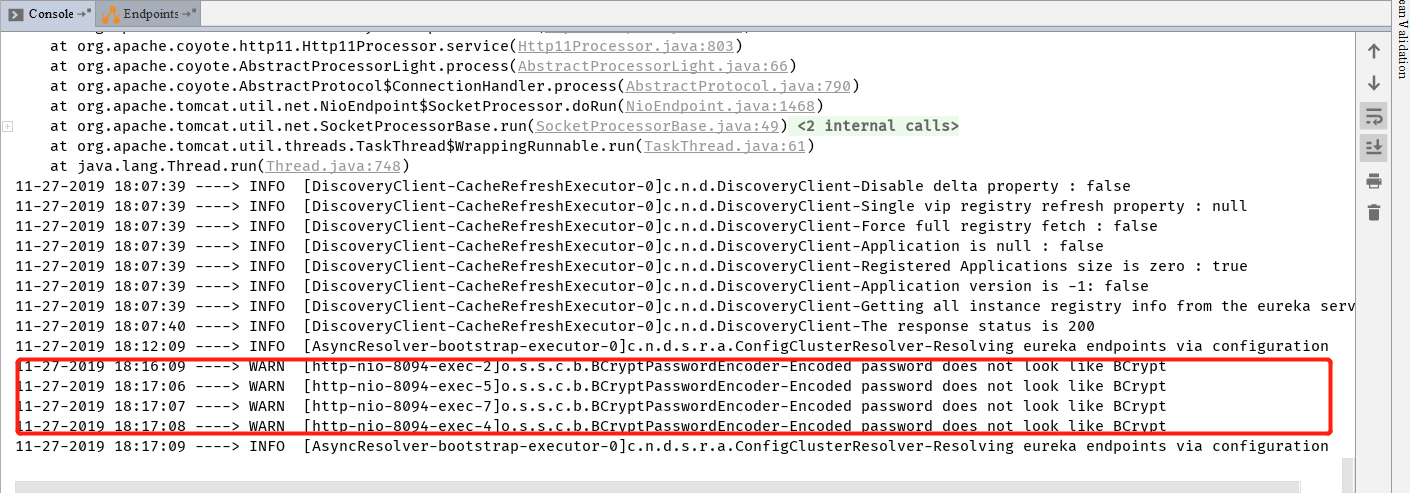 Console
Endpoints
at org.apache.coyote.http11.Http11Processor.service(Http11Processor.java:803)
at org.apache.coyote.AbstractProcessorLight.process(AbstractProcessorLight.java:66)
at org.apache.coyote.AbstractProtocol$ConnectionHandler.process(AbstractProtocol.java:790)
at org.apache.tomcat.util.net.NioEndpoint$SocketProcessor.doRun(NioEndpoint.java:1468)
at org.apache.tomcat.util.net.SocketProcessorBase.run(SocketProcessorBase.java:49) <2 internal calls>
at org.apache.tomcat.util.threads.TaskThread$WrappingRunnable.run(TaskThread.java:61)
at java.lang.Thread.run(Thread.java:748)
11-27-2019 18:07:39 ----> INFO  [DiscoveryClient-CacheRefreshExecutor-0]c.n.d.DiscoveryClient-Disable delta property : false
11-27-2019 18:07:39 ----> INFO  [DiscoveryClient-CacheRefreshExecutor-0]c.n.d.DiscoveryClient-Single vip registry refresh property : null
11-27-2019 18:07:39 ----> INFO  [DiscoveryClient-CacheRefreshExecutor-0]c.n.d.DiscoveryClient-Force full registry fetch : false
11-27-2019 18:07:39 ----> INFO  [DiscoveryClient-CacheRefreshExecutor-0]c.n.d.DiscoveryClient-Application is null : false
11-27-2019 18:07:39 ----> INFO  [DiscoveryClient-CacheRefreshExecutor-0]c.n.d.DiscoveryClient-Registered Applications size is zero : true
11-27-2019 18:07:39 ----> INFO  [DiscoveryClient-CacheRefreshExecutor-0]c.n.d.DiscoveryClient-Application version is -1: false
11-27-2019 18:07:39 ----> INFO  [DiscoveryClient-CacheRefreshExecutor-0]c.n.d.DiscoveryClient-Getting all instance registry info from the eureka serv
11-27-2019 18:07:40 ----> INFO  [DiscoveryClient-CacheRefreshExecutor-0]c.n.d.DiscoveryClient-The response status is 200
11-27-2019 18:12:09 ----> INFO  [AsyncResolver-bootstrap-executor-0]c.n.d.s.r.a.ConfigClusterResolver-Resolving eureka endpoints via configuration
11-27-2019 18:16:09 ----> WARN  [http-nio-8094-exec-2]o.s.s.c.b.BCryptPasswordEncoder-Encoded password does not look like BCrypt
11-27-2019 18:17:06 ----> WARN  [http-nio-8094-exec-5]o.s.s.c.b.BCryptPasswordEncoder-Encoded password does not look like BCrypt
11-27-2019 18:17:07 ----> WARN  [http-nio-8094-exec-7]o.s.s.c.b.BCryptPasswordEncoder-Encoded password does not look like BCrypt
11-27-2019 18:17:08 ----> WARN  [http-nio-8094-exec-4]o.s.s.c.b.BCryptPasswordEncoder-Encoded password does not look like BCrypt
11-27-2019 18:17:09 ----> INFO  [AsyncResolver-bootstrap-executor-0]c.n.d.s.r.a.ConfigClusterResolver-Resolving eureka endpoints via configuration
ean Validation